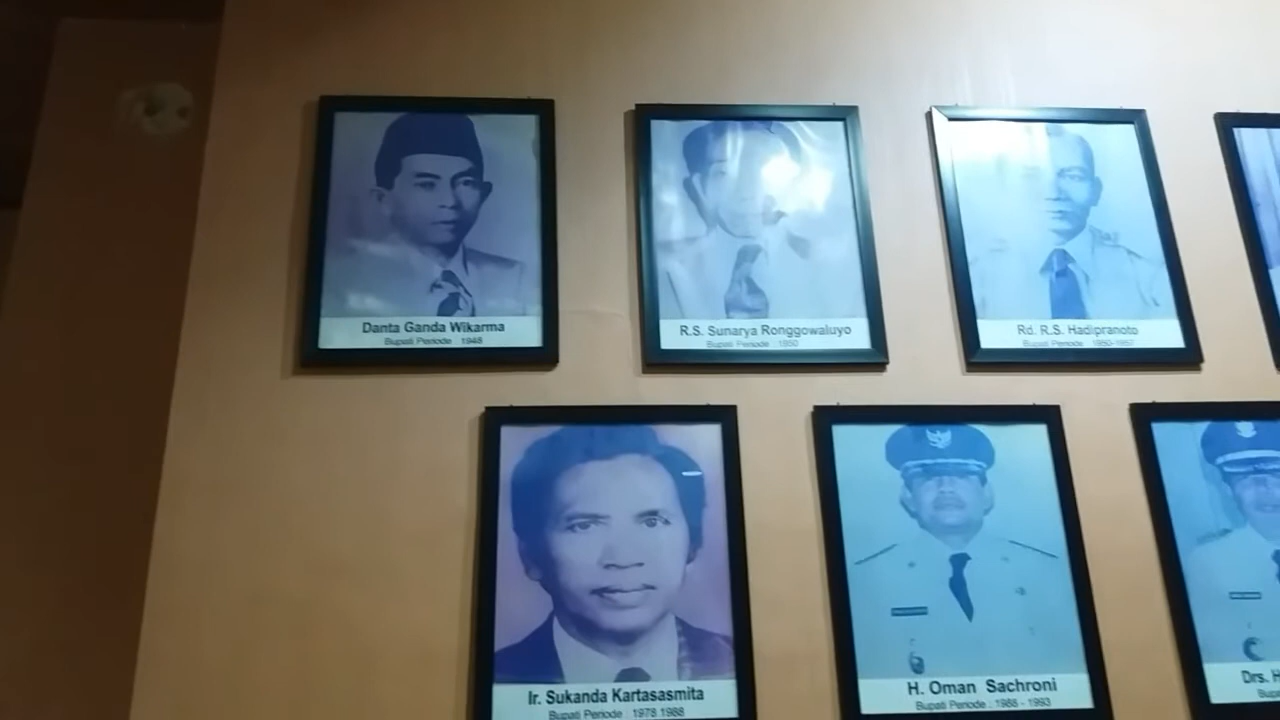 Danta Ganda Wikarma
Bupati Periode : 1948
R.S. Sunarya Ronggowaluyo
Bupati Periode : 1950
Rd. R.S. Hadipranoto
Bupati Periode : 1950-1957
Ir. Sukanda Kartasasmita
Bupati Periode : 1978 1988
H. Oman Sachroni
Bupati Periode : 1988 - 1993
Drs. H